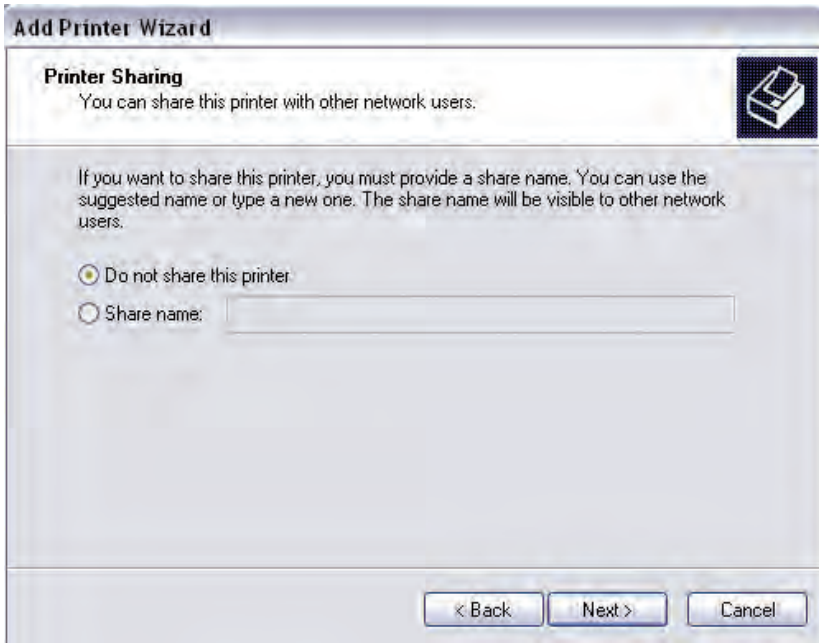 Add Printer Wizard
Printer Sharing
You can share this printer with other network users.
If you want to share this printer, you must provide a share name. You can use the
suggested name or type a new one. The share name will be visible to other network
users.
Do not share this printer
Share name:
< Back Next > Cancel